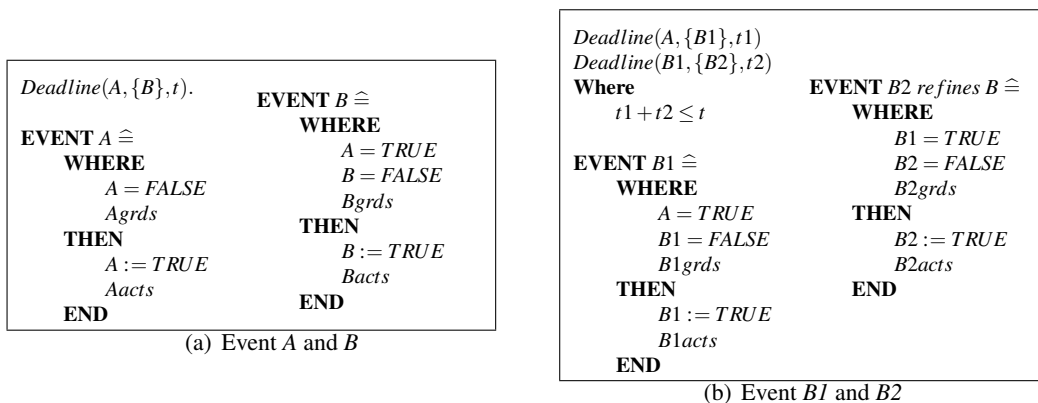 Deadline(A,{B},t).
EVENT A ≙
WHERE
A = FALSE
Agrds
THEN
A := TRUE
Aacts
END
EVENT B ≙
WHERE
A = TRUE
B = FALSE
Bgrds
THEN
B := TRUE
Bacts
END
(a) Event A and B
Deadline(A,{B1},t1)
Deadline(B1,{B2},t2)
Where
t1+t2 ≤ t
EVENT B1 ≙
WHERE
A = TRUE
B1 = FALSE
B1grds
THEN
B1 := TRUE
B1acts
END
EVENT B2 refines B ≙
WHERE
B1 = TRUE
B2 = FALSE
B2grds
THEN
B2 := TRUE
B2acts
END
(b) Event B1 and B2